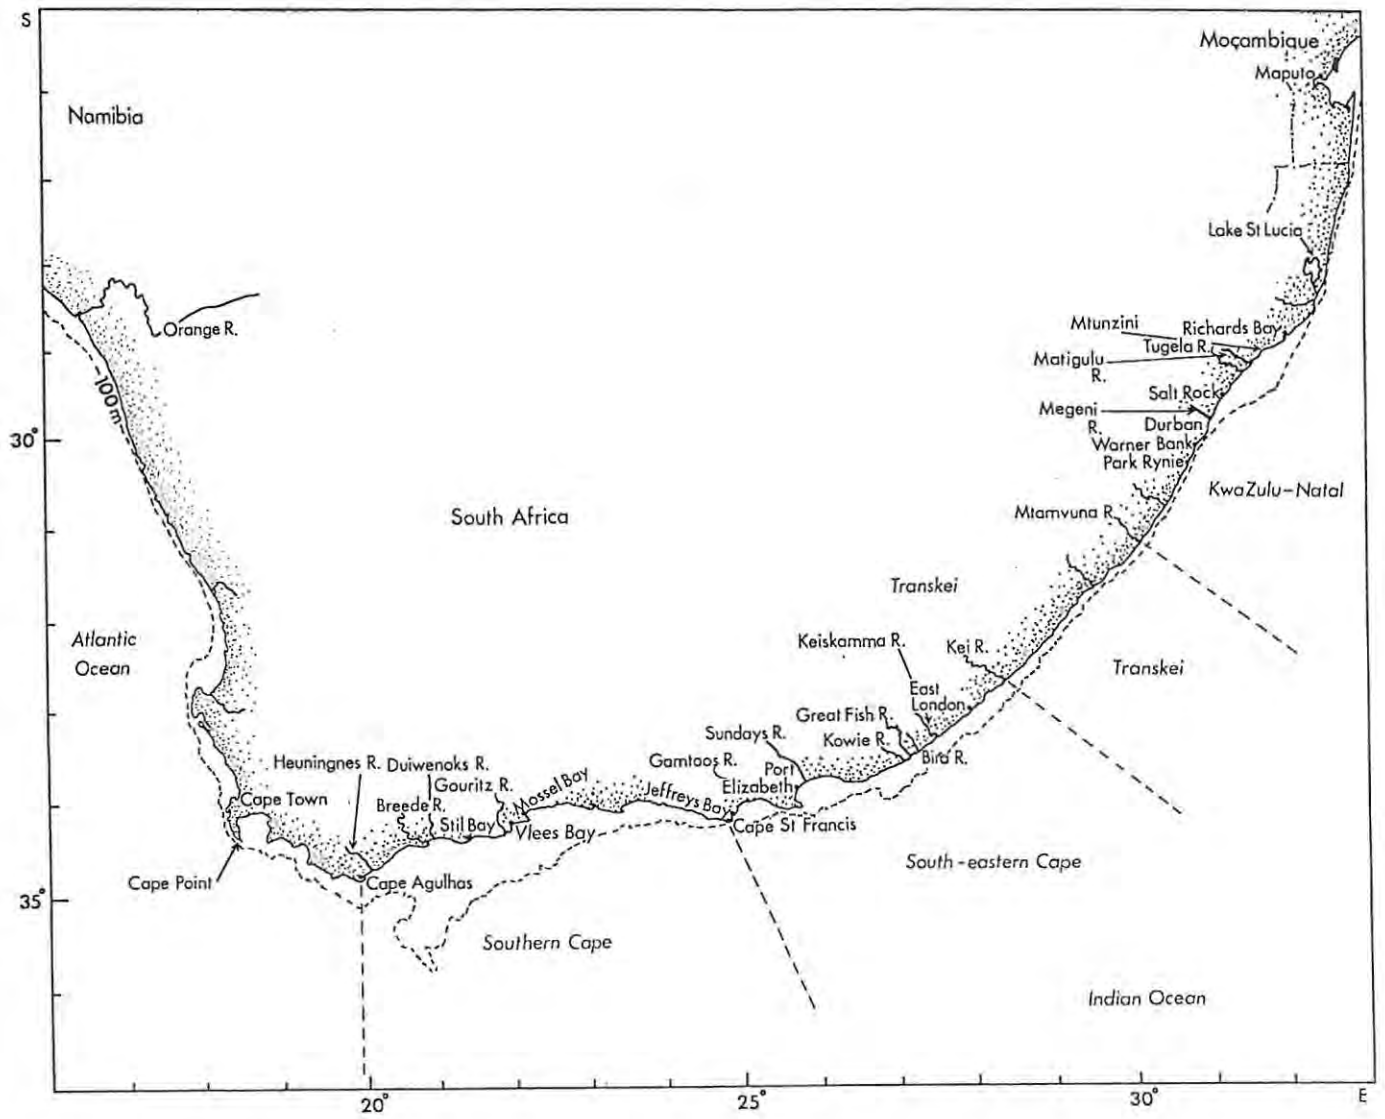 S
Moçambique
Maputo
Namibia
Lake St Lucia
Orange R.
Mtunzini
Richards Bay
Tugela R.
Matigulu
R.
100m
Salt Rock
Megeni
R.
Durban
30°
Warner Bank
Park Rynie
KwaZulu-Natal
South Africa
Mtamvuna R.
Transkei
Atlantic
Ocean
Keiskamma R.
Kei R.
Transkei
East
London
Great Fish R.
Sundays R.
Kowie R.
Bira R.
Heuningnes R.
Duiwenoks R.
Gamtoos R.
Port
Elizabeth
Gouritz R.
Mossel Bay
Jeffreys Bay
Cape Town
Breede R.
Stil Bay
Vlees Bay
Cape St Francis
South-eastern Cape
Cape Point
Cape Agulhas
35°
Southern Cape
Indian Ocean
20°
25°
30°
E